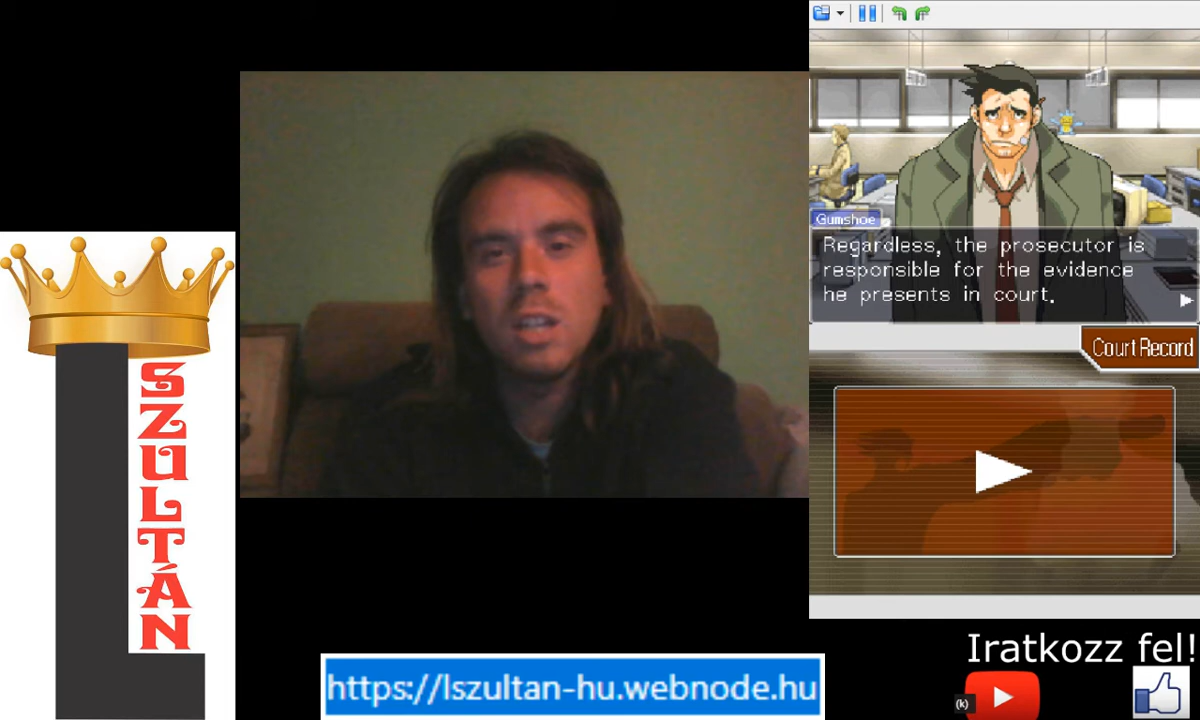 L
SZULTÁN
Gumshoe
Regardless, the prosecutor is
responsible for the evidence
he presents in court.
Court Record
https://lszultan-hu.webnode.hu
Iratkozz fel!
(k)